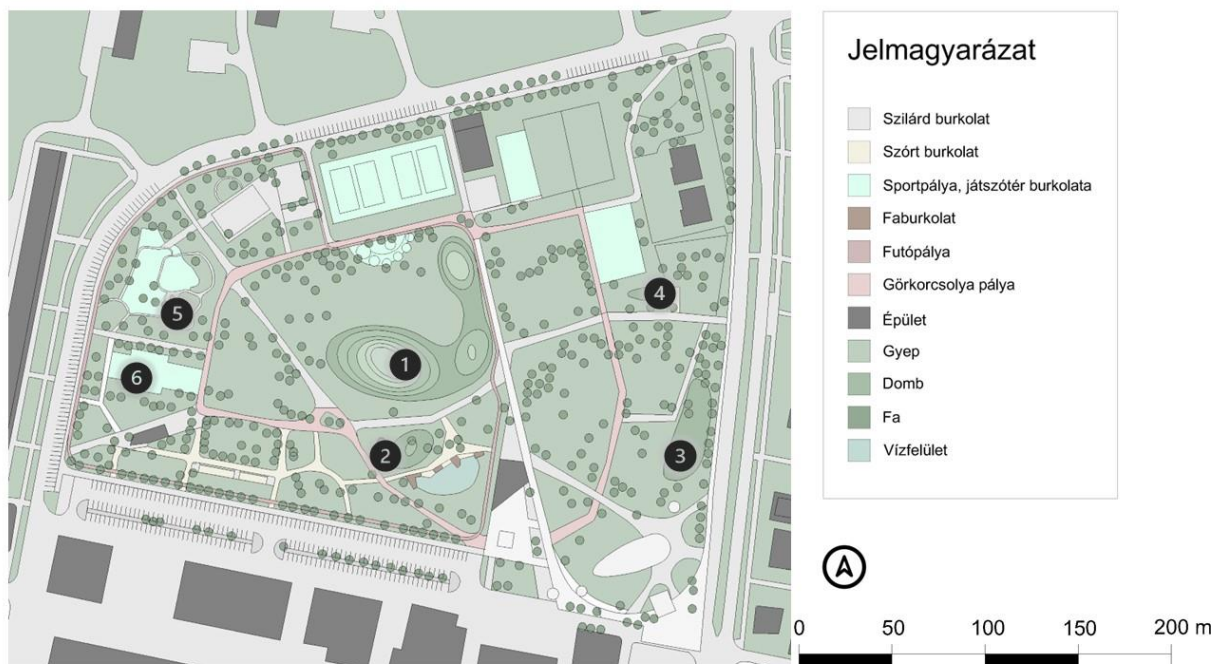 Jelmagyarázat
Szilárd burkolat
Szórt burkolat
Sportpálya, játszótér burkolata
Faburkolat
Futópálya
Görkorcsolya pálya
Épület
Gyep
Domb
Fa
Vízfelület
1
2
3
4
5
6
0 50 100 150 200 m